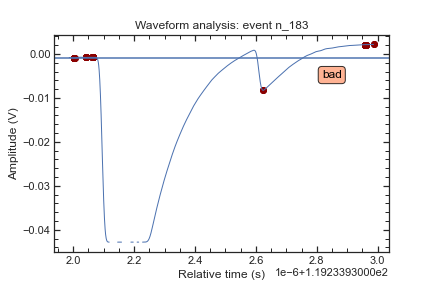 Waveform analysis: event n_183
Amplitude (V)
0.00
−0.01
−0.02
−0.03
−0.04
bad
2.0 2.2 2.4 2.6 2.8 3.0
Relative time (s)
1e−6+1.1923393000e2